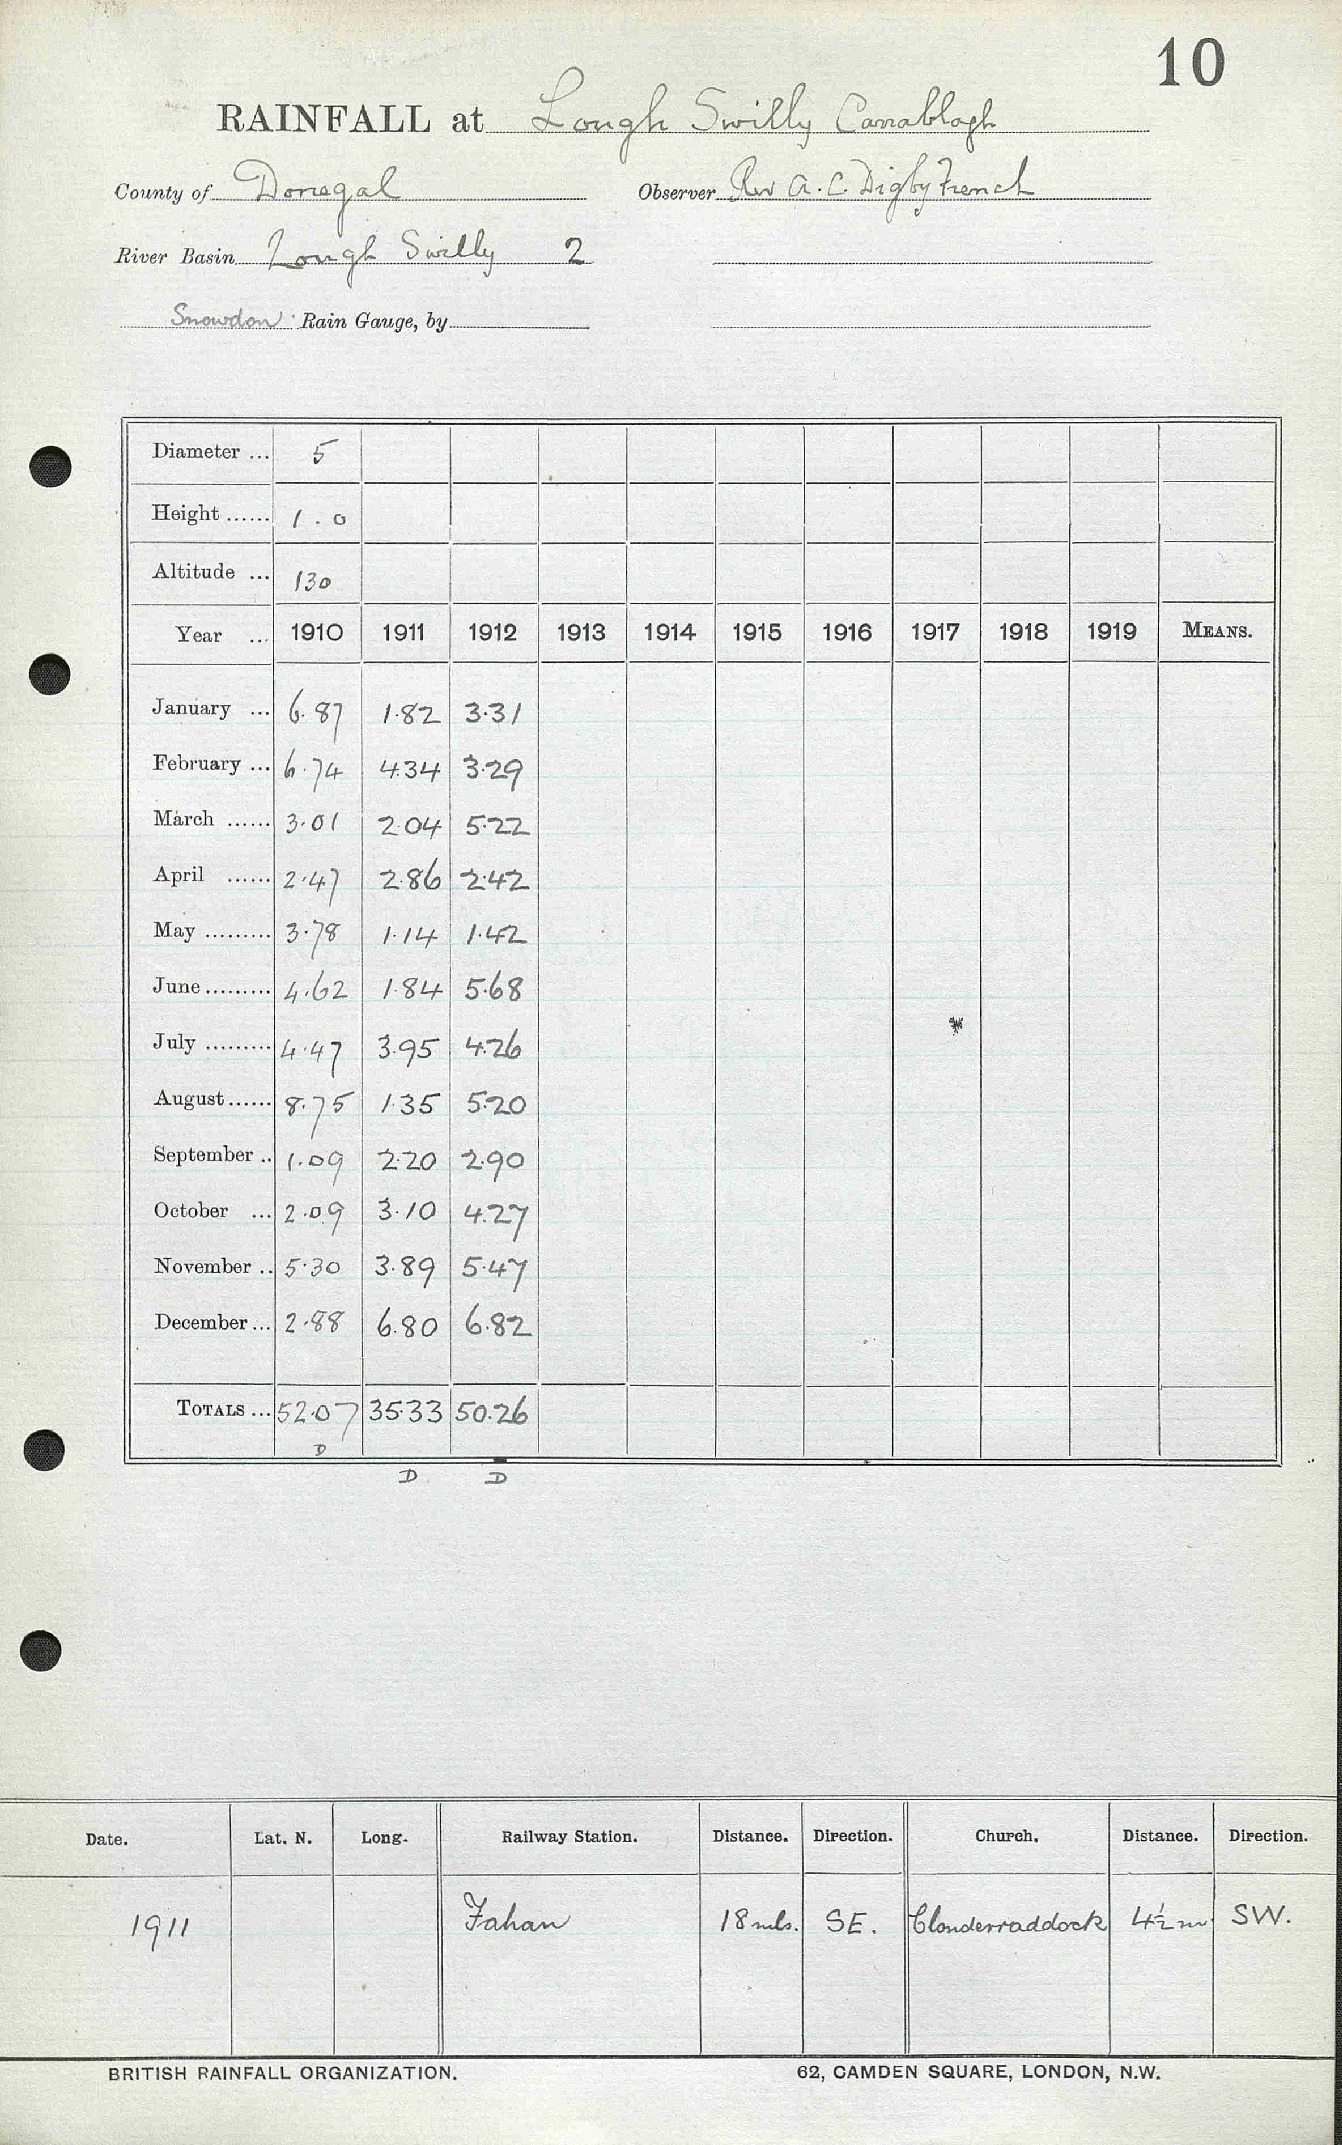 10
RAINFALL at Lough Swilly Carrablagh
County of Donegal Observer Rev A. C. Digby French
River Basin Lough Swilly 2
Snowdon Rain Gauge, by
Diameter ... 5
Height ...... 1.0
Altitude ... 130
Year ... 1910 1911 1912 1913 1914 1915 1916 1917 1918 1919 MEANS.
January ... 6.87 1.82 3.31
February ... 6.74 4.34 3.29
March ...... 3.01 2.04 5.22
April ...... 2.47 2.86 2.42
May ......... 3.78 1.14 1.42
June ......... 4.62 1.84 5.68
July ......... 4.47 3.95 4.26
August ...... 8.75 1.35 5.20
September .. 1.09 2.20 2.90
October ... 2.09 3.10 4.27
November .. 5.30 3.89 5.47
December ... 2.88 6.80 6.82
TOTALS ... 52.07 35.33 50.26
D
D D
Date. Lat. N. Long. Railway Station. Distance. Direction. Church. Distance. Direction.
1911 Fahan 18 mls. SE. Clonderraddock 4½ m SW.
BRITISH RAINFALL ORGANIZATION. 62, CAMDEN SQUARE, LONDON, N.W.